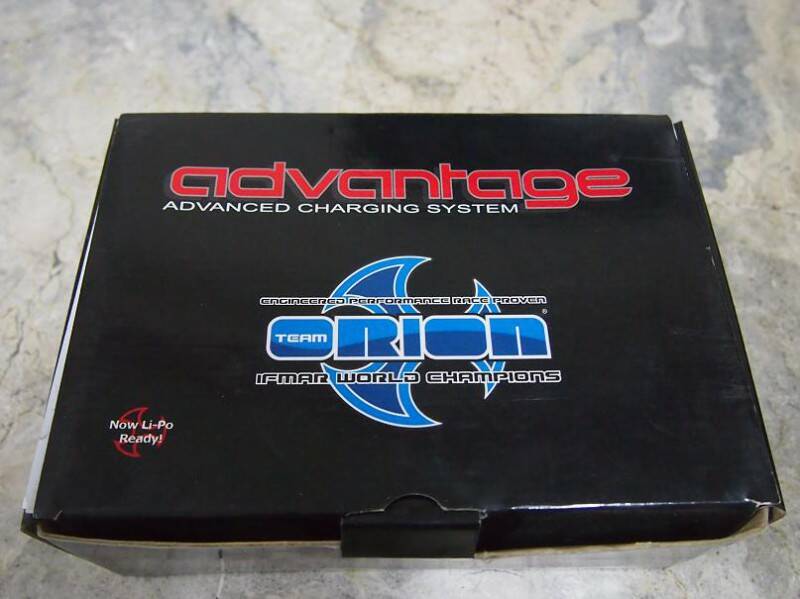 advantage
ADVANCED CHARGING SYSTEM
ENGINEERED PERFORMANCE RACE PROVEN
TEAM ORION®
IFMAR WORLD CHAMPIONS
Now Li-Po
Ready!